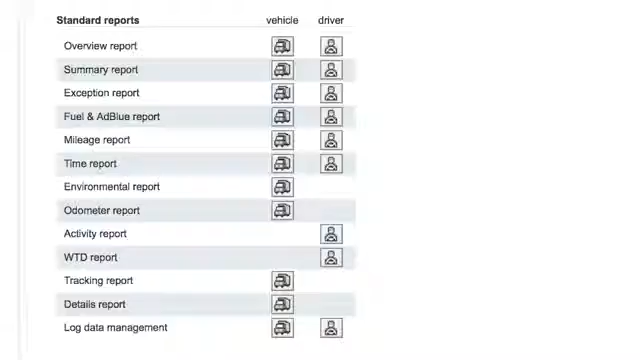 Standard reports vehicle driver
Overview report
Summary report
Exception report
Fuel & AdBlue report
Mileage report
Time report
Environmental report
Odometer report
Activity report
WTD report
Tracking report
Details report
Log data management